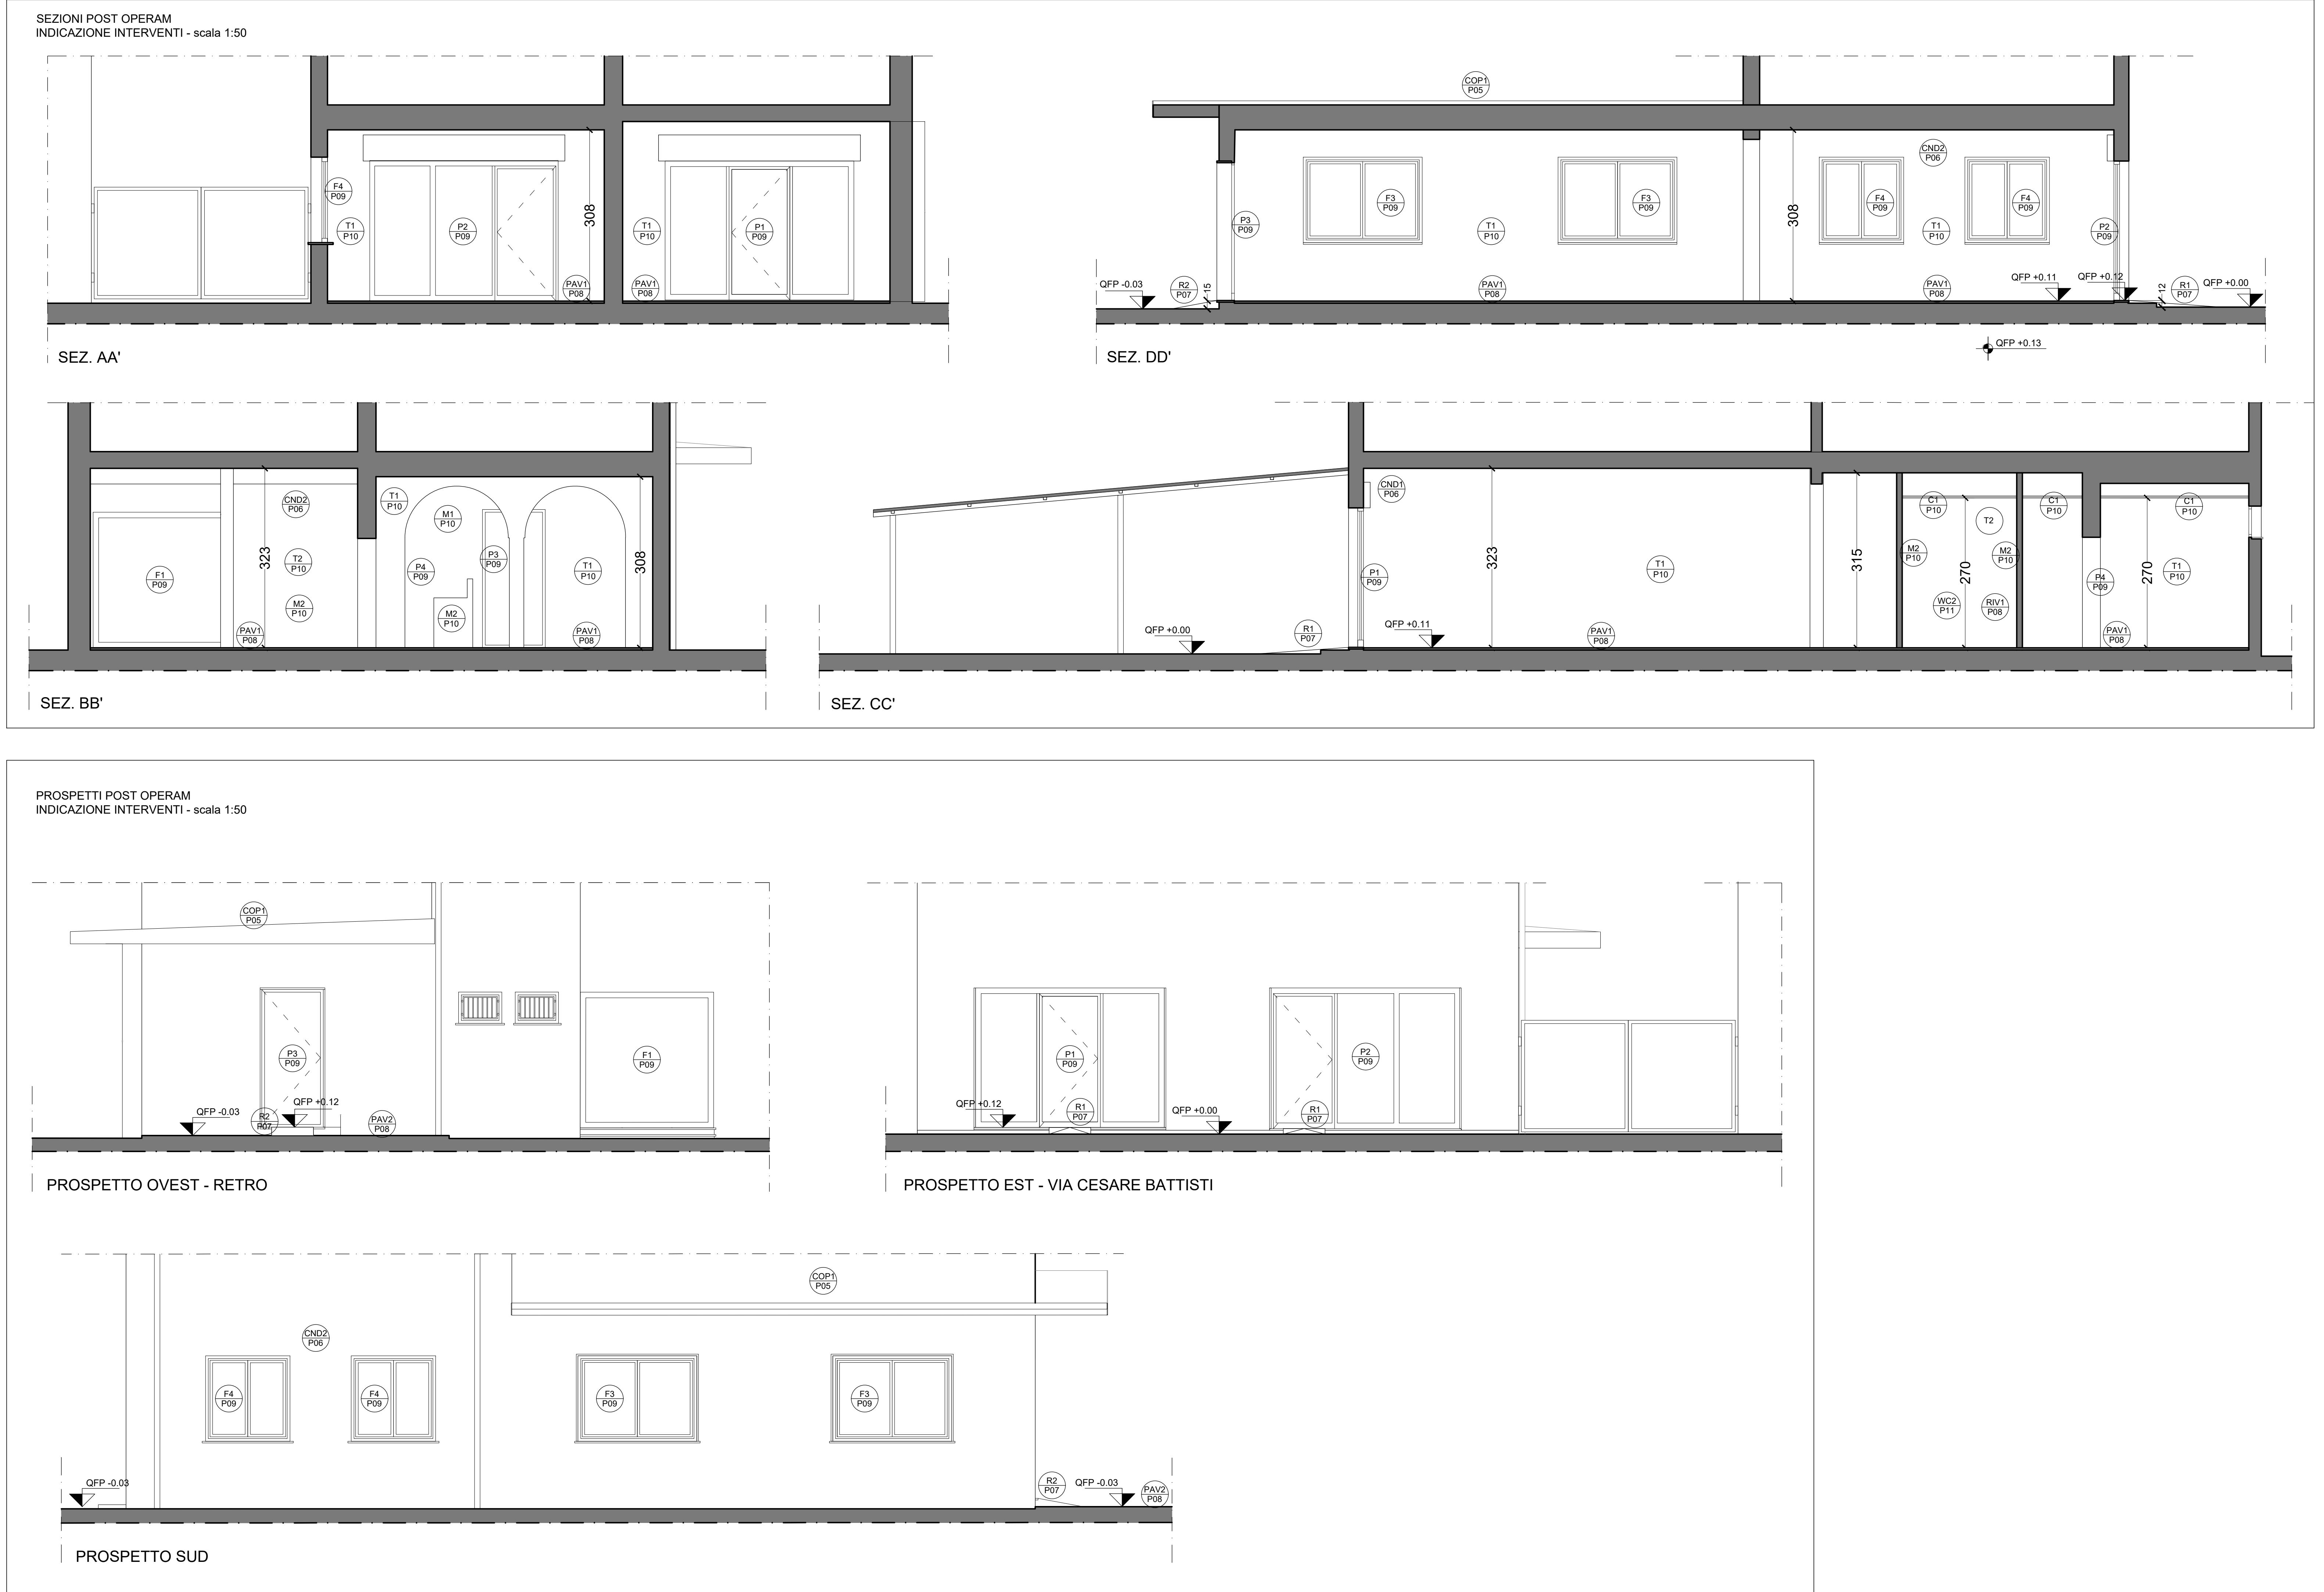 SEZIONI POST OPERAM
INDICAZIONE INTERVENTI - scala 1:50
F4
P09
T1
P10
P2
P09
308
PAV1
P08
T1
P10
PAV1
P08
P1
P09
SEZ. AA'
COP1
P05
CND2
P06
P3
P09
F3
P09
T1
P10
F3
P09
308
F4
P09
T1
P10
F4
P09
P2
P09
QFP -0.03
R2
P07
15
PAV1
P08
PAV1
P08
QFP +0.11
QFP +0.12
12
R1
P07
QFP +0.00
QFP +0.13
SEZ. DD'
F1
P09
323
CND2
P06
T2
P10
M2
P10
PAV1
P08
T1
P10
M1
P10
P4
P09
P3
P09
M2
P10
T1
P10
PAV1
P08
308
SEZ. BB'
CND1
P06
P1
P09
QFP +0.00
R1
P07
QFP +0.11
323
T1
P10
PAV1
P08
315
C1
P10
T2
M2
P10
M2
P10
270
WC2
P11
RIV1
P08
C1
P10
P4
P09
PAV1
P08
270
C1
P10
T1
P10
SEZ. CC'
PROSPETTI POST OPERAM
INDICAZIONE INTERVENTI - scala 1:50
COP1
P05
P3
P09
F1
P09
QFP -0.03
R2
P07
QFP +0.12
PAV2
P08
PROSPETTO OVEST - RETRO
P1
P09
P2
P09
QFP +0.12
R1
P07
QFP +0.00
R1
P07
PROSPETTO EST - VIA CESARE BATTISTI
COP1
P05
CND2
P06
F4
P09
F4
P09
F3
P09
F3
P09
QFP -0.03
R2
P07
QFP -0.03
PAV2
P08
PROSPETTO SUD